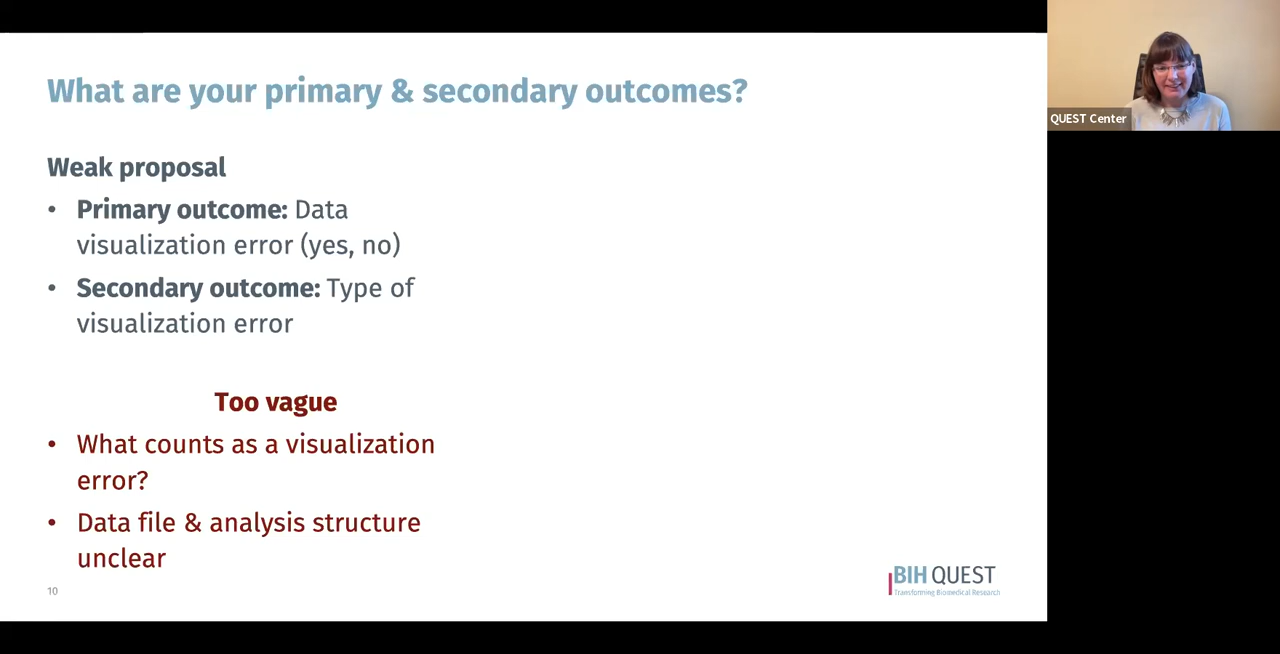 What are your primary & secondary outcomes?
Weak proposal
• Primary outcome: Data
visualization error (yes, no)
• Secondary outcome: Type of
visualization error
Too vague
• What counts as a visualization
error?
• Data file & analysis structure
unclear
10
BIH QUEST
Transforming Biomedical Research
QUEST Center